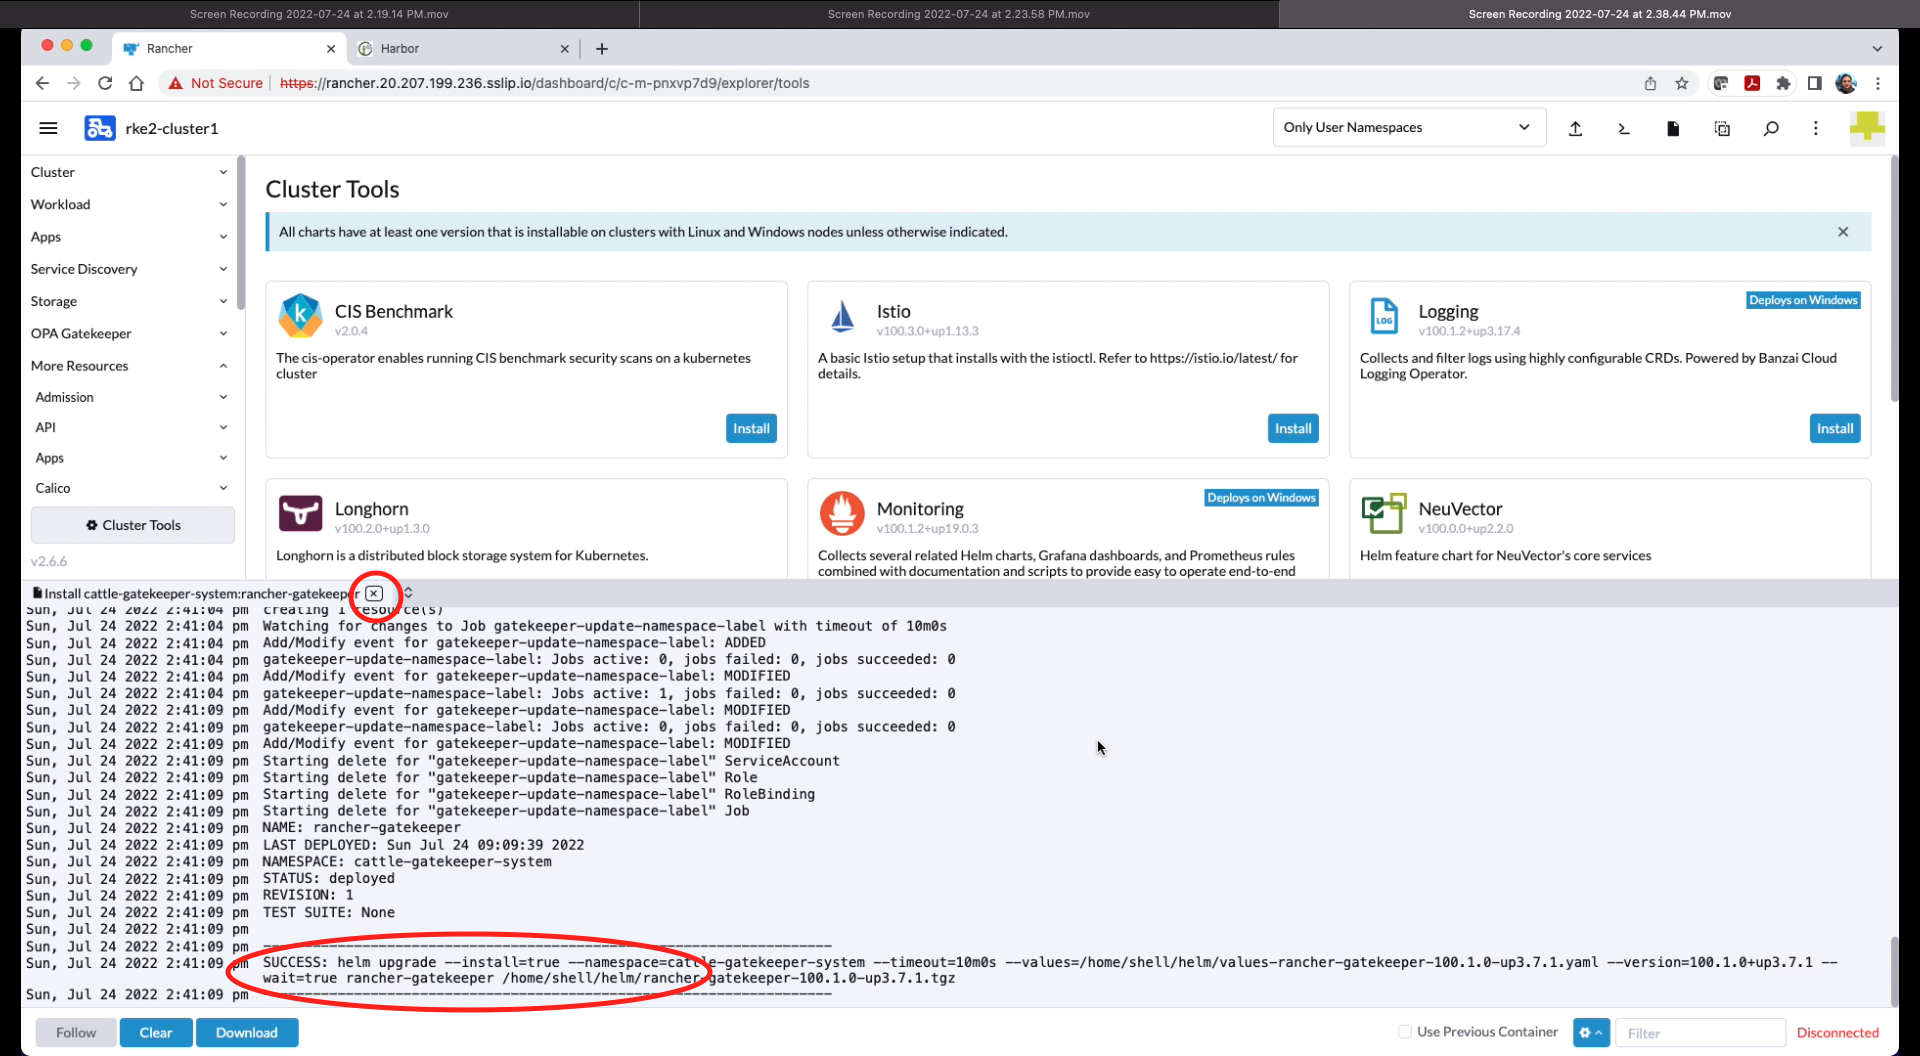 Screen Recording 2022-07-24 at 2.19.14 PM.mov
Screen Recording 2022-07-24 at 2.23.58 PM.mov
Screen Recording 2022-07-24 at 2.38.44 PM.mov
Rancher
Harbor
Not Secure
https://rancher.20.207.199.236.sslip.io/dashboard/c/c-m-pnxvp7d9/explorer/tools
rke2-cluster1
Only User Namespaces
Cluster
Workload
Apps
Service Discovery
Storage
OPA Gatekeeper
More Resources
Admission
API
Apps
Calico
Cluster Tools
v2.6.6
Cluster Tools
All charts have at least one version that is installable on clusters with Linux and Windows nodes unless otherwise indicated.
CIS Benchmark
v2.0.4
The cis-operator enables running CIS benchmark security scans on a kubernetes
cluster
Install
Istio
v100.3.0+up1.13.3
A basic Istio setup that installs with the istioctl. Refer to https://istio.io/latest/ for
details.
Install
Deploys on Windows
LOG
Logging
v100.1.2+up3.17.4
Collects and filter logs using highly configurable CRDs. Powered by Banzai Cloud
Logging Operator.
Install
Longhorn
v100.2.0+up1.3.0
Longhorn is a distributed block storage system for Kubernetes.
Deploys on Windows
Monitoring
v100.1.2+up19.0.3
Collects several related Helm charts, Grafana dashboards, and Prometheus rules
combined with documentation and scripts to provide easy to operate end-to-end
NeuVector
v100.0.0+up2.2.0
Helm feature chart for NeuVector's core services
Install cattle-gatekeeper-system:rancher-gatekeeper
Sun, Jul 24 2022 2:41:04 pm creating 1 resource(s)
Sun, Jul 24 2022 2:41:04 pm Watching for changes to Job gatekeeper-update-namespace-label with timeout of 10m0s
Sun, Jul 24 2022 2:41:04 pm Add/Modify event for gatekeeper-update-namespace-label: ADDED
Sun, Jul 24 2022 2:41:04 pm gatekeeper-update-namespace-label: Jobs active: 0, jobs failed: 0, jobs succeeded: 0
Sun, Jul 24 2022 2:41:04 pm Add/Modify event for gatekeeper-update-namespace-label: MODIFIED
Sun, Jul 24 2022 2:41:04 pm gatekeeper-update-namespace-label: Jobs active: 1, jobs failed: 0, jobs succeeded: 0
Sun, Jul 24 2022 2:41:09 pm Add/Modify event for gatekeeper-update-namespace-label: MODIFIED
Sun, Jul 24 2022 2:41:09 pm gatekeeper-update-namespace-label: Jobs active: 0, jobs failed: 0, jobs succeeded: 0
Sun, Jul 24 2022 2:41:09 pm Add/Modify event for gatekeeper-update-namespace-label: MODIFIED
Sun, Jul 24 2022 2:41:09 pm Starting delete for "gatekeeper-update-namespace-label" ServiceAccount
Sun, Jul 24 2022 2:41:09 pm Starting delete for "gatekeeper-update-namespace-label" Role
Sun, Jul 24 2022 2:41:09 pm Starting delete for "gatekeeper-update-namespace-label" RoleBinding
Sun, Jul 24 2022 2:41:09 pm Starting delete for "gatekeeper-update-namespace-label" Job
Sun, Jul 24 2022 2:41:09 pm NAME: rancher-gatekeeper
Sun, Jul 24 2022 2:41:09 pm LAST DEPLOYED: Sun Jul 24 09:09:39 2022
Sun, Jul 24 2022 2:41:09 pm NAMESPACE: cattle-gatekeeper-system
Sun, Jul 24 2022 2:41:09 pm STATUS: deployed
Sun, Jul 24 2022 2:41:09 pm REVISION: 1
Sun, Jul 24 2022 2:41:09 pm TEST SUITE: None
Sun, Jul 24 2022 2:41:09 pm
Sun, Jul 24 2022 2:41:09 pm ---------------------------------------------------------------------
Sun, Jul 24 2022 2:41:09 pm SUCCESS: helm upgrade --install=true --namespace=cattle-gatekeeper-system --timeout=10m0s --values=/home/shell/helm/values-rancher-gatekeeper-100.1.0-up3.7.1.yaml --version=100.1.0+up3.7.1 --
wait=true rancher-gatekeeper /home/shell/helm/rancher-gatekeeper-100.1.0-up3.7.1.tgz
Sun, Jul 24 2022 2:41:09 pm ---------------------------------------------------------------------
Follow
Clear
Download
Use Previous Container
Filter
Disconnected